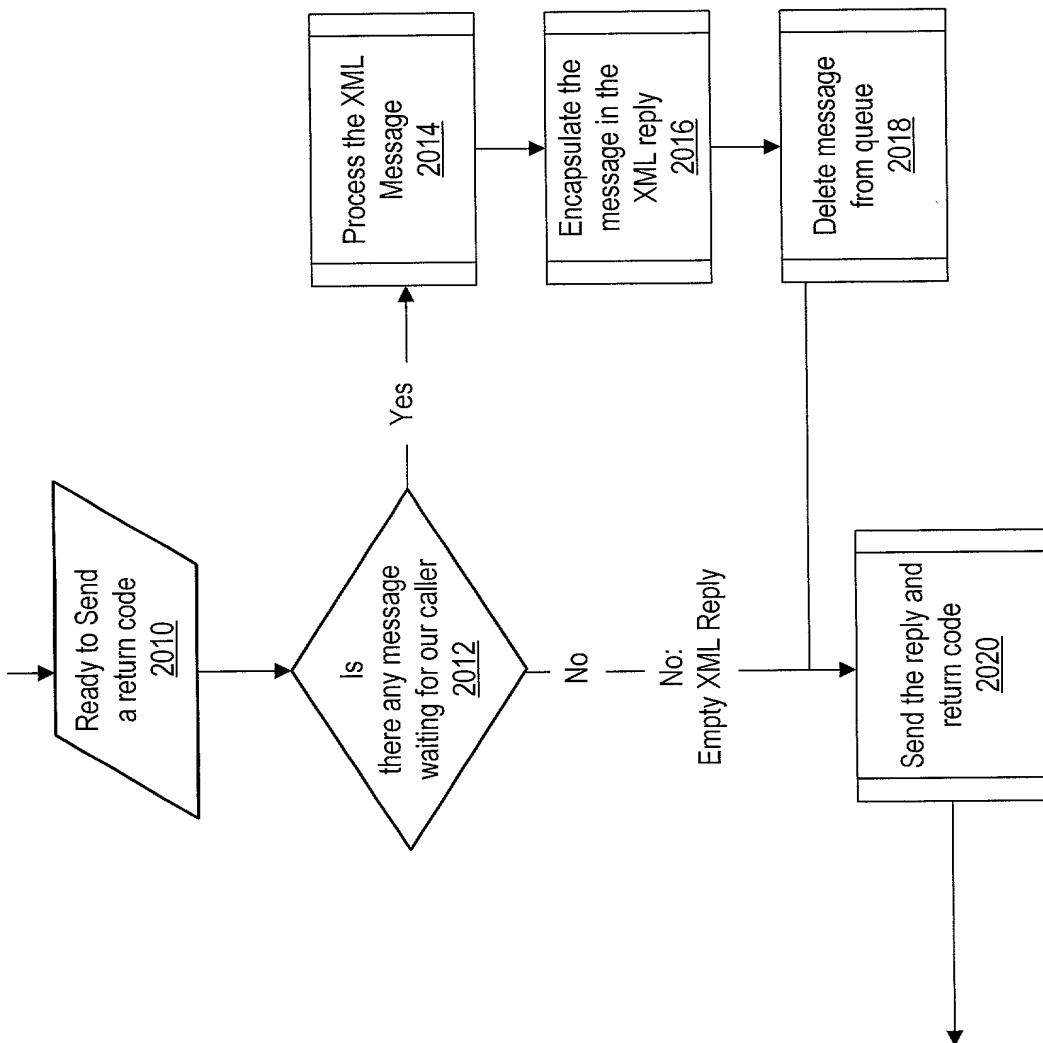 Ready to Send
a return code
2010
Is
there any message
waiting for our caller
2012
Yes
Process the XML
Message
2014
Encapsulate the
message in the
XML reply
2016
Delete message
from queue
2018
No
No:
Empty XML Reply
Send the reply and
return code
2020